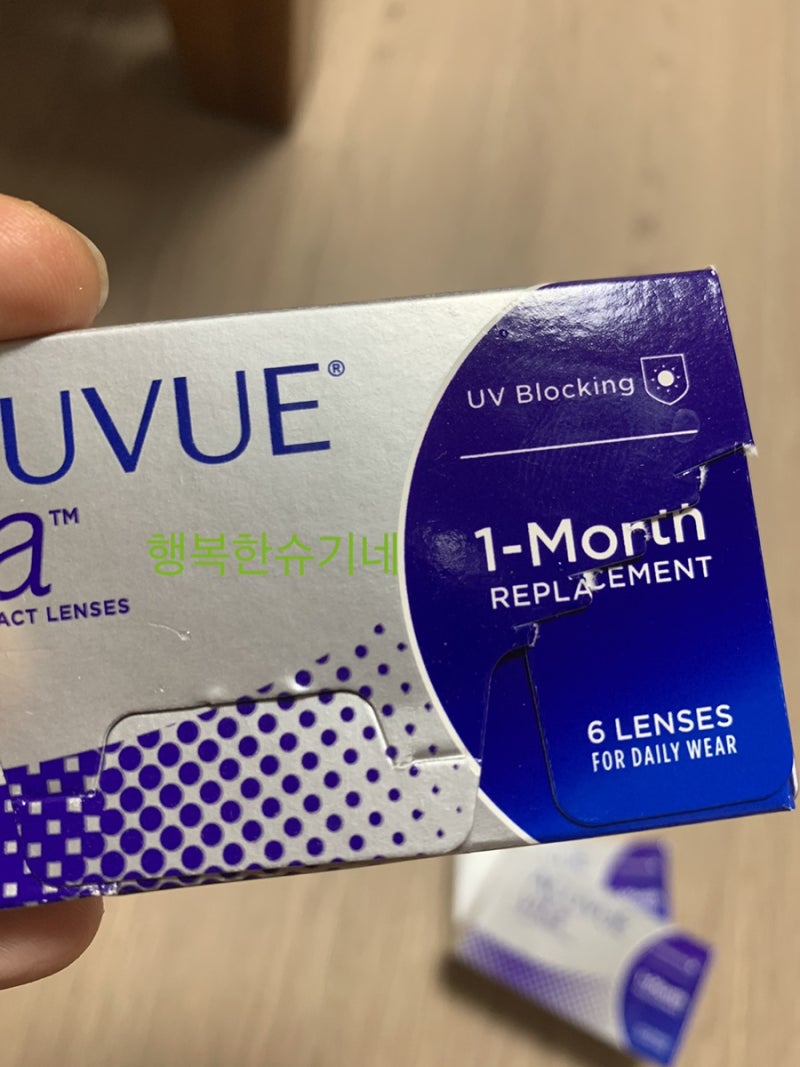 UVUE®
a™
ACT LENSES
행복한슈기네
UV Blocking
1-Month
REPLACEMENT
6 LENSES
FOR DAILY WEAR